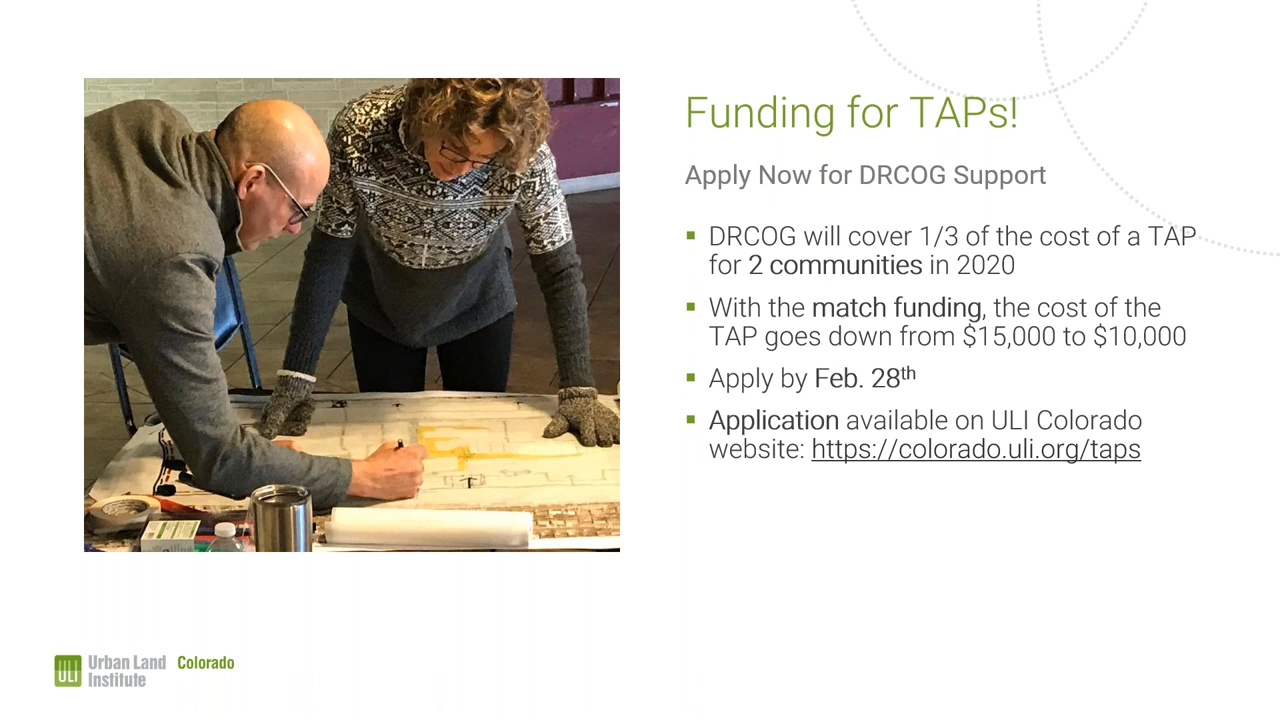 Funding for TAPs!
Apply Now for DRCOG Support
▪ DRCOG will cover 1/3 of the cost of a TAP
for 2 communities in 2020
▪ With the match funding, the cost of the
TAP goes down from $15,000 to $10,000
▪ Apply by Feb. 28th
▪ Application available on ULI Colorado
website: https://colorado.uli.org/taps
ULI Urban Land Colorado
Institute